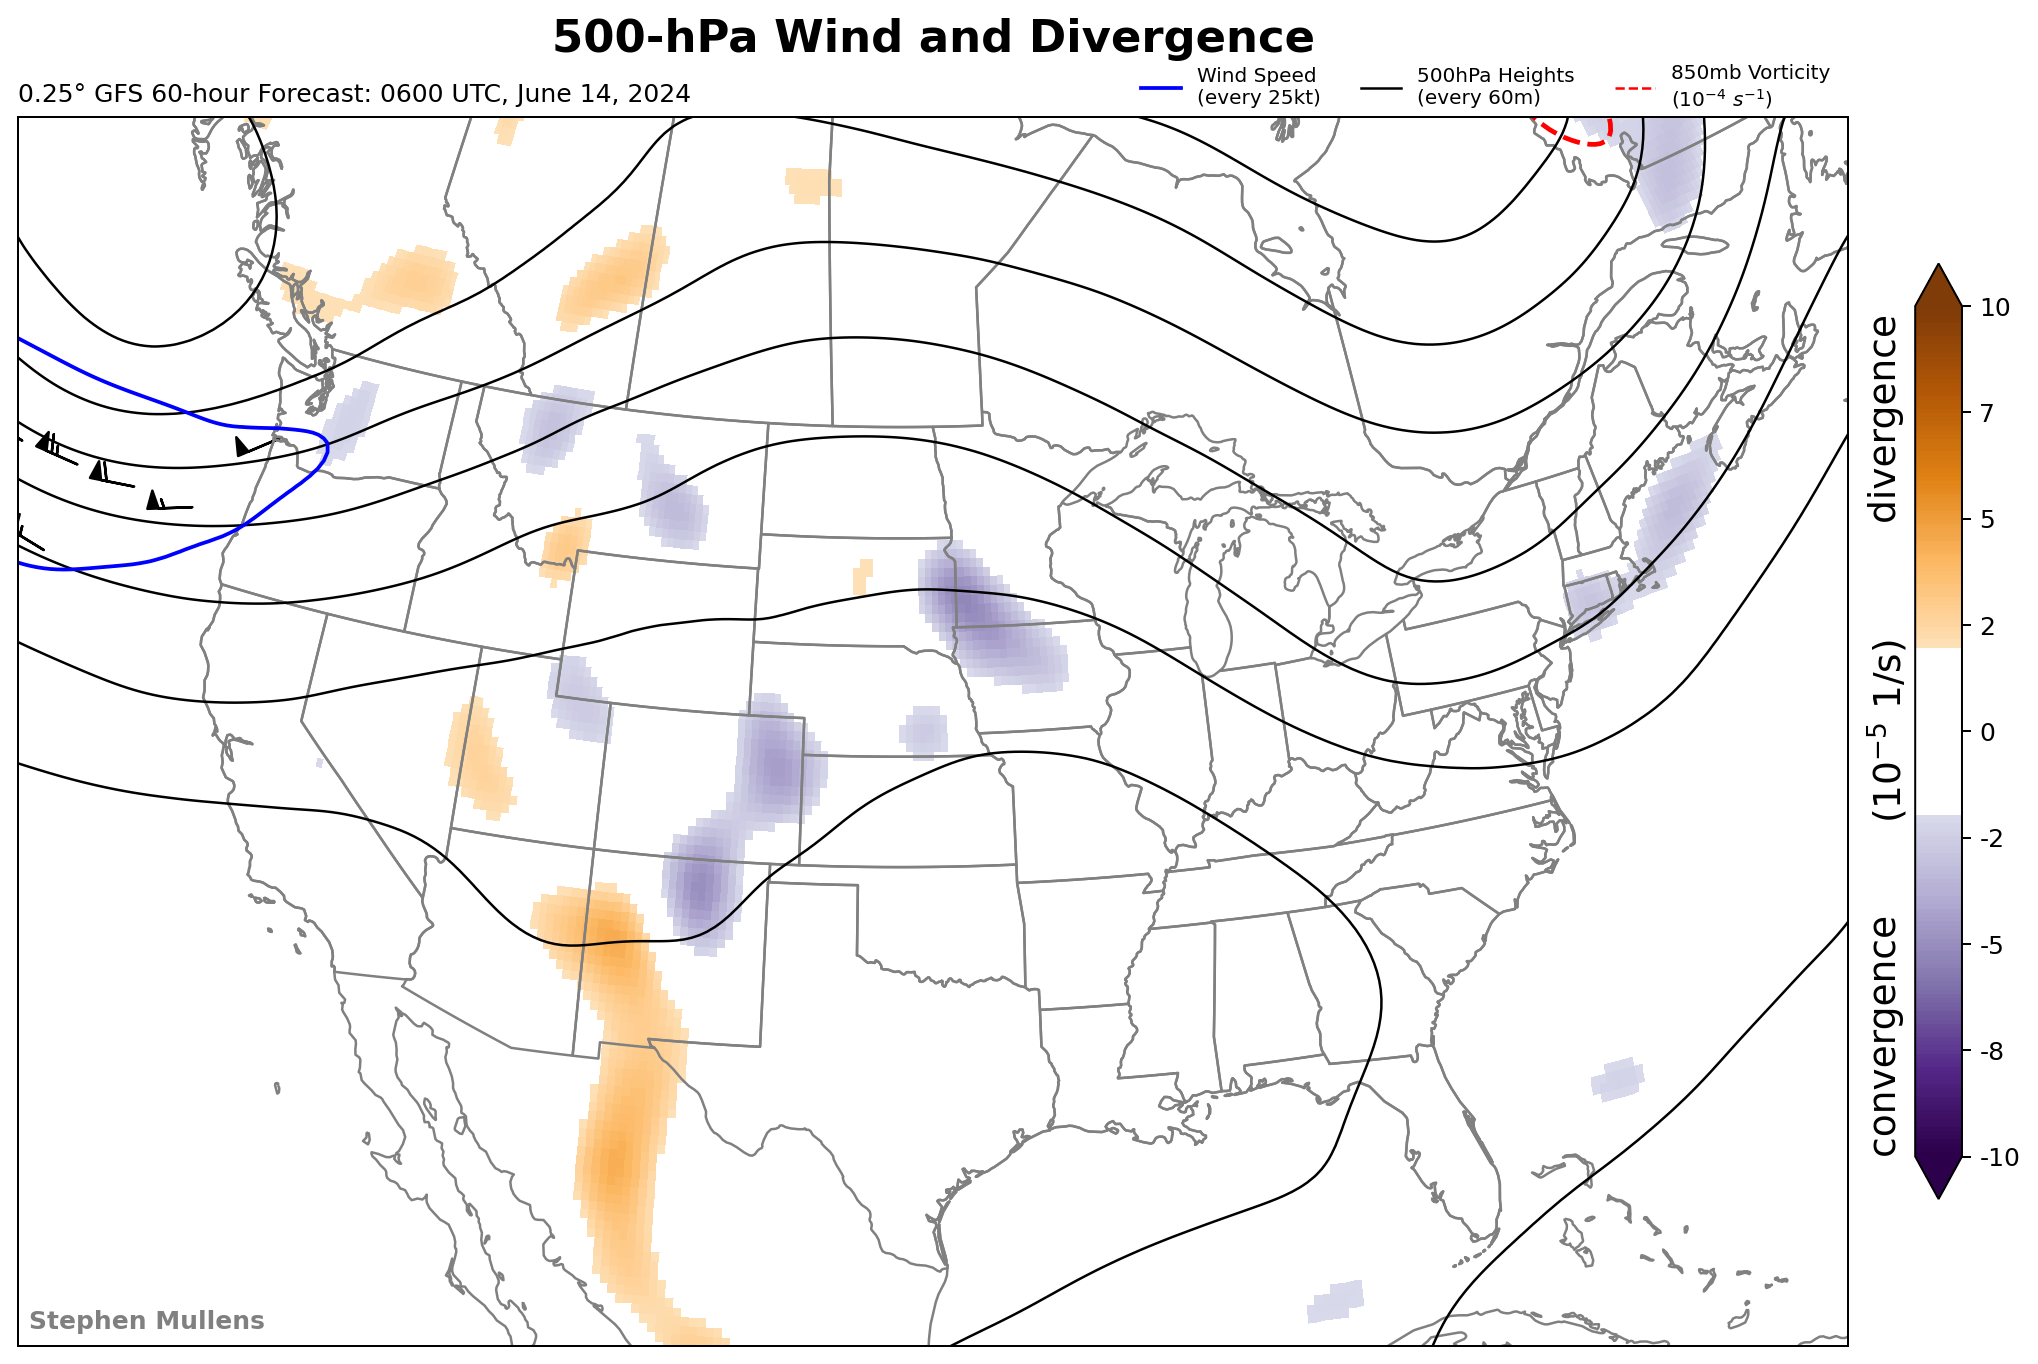 500-hPa Wind and Divergence
0.25° GFS 60-hour Forecast: 0600 UTC, June 14, 2024
Wind Speed
(every 25kt)
500hPa Heights
(every 60m)
850mb Vorticity
(10⁻⁴ s⁻¹)
divergence
(10⁻⁵ 1/s)
convergence
10
7
5
2
0
-2
-5
-8
-10
Stephen Mullens